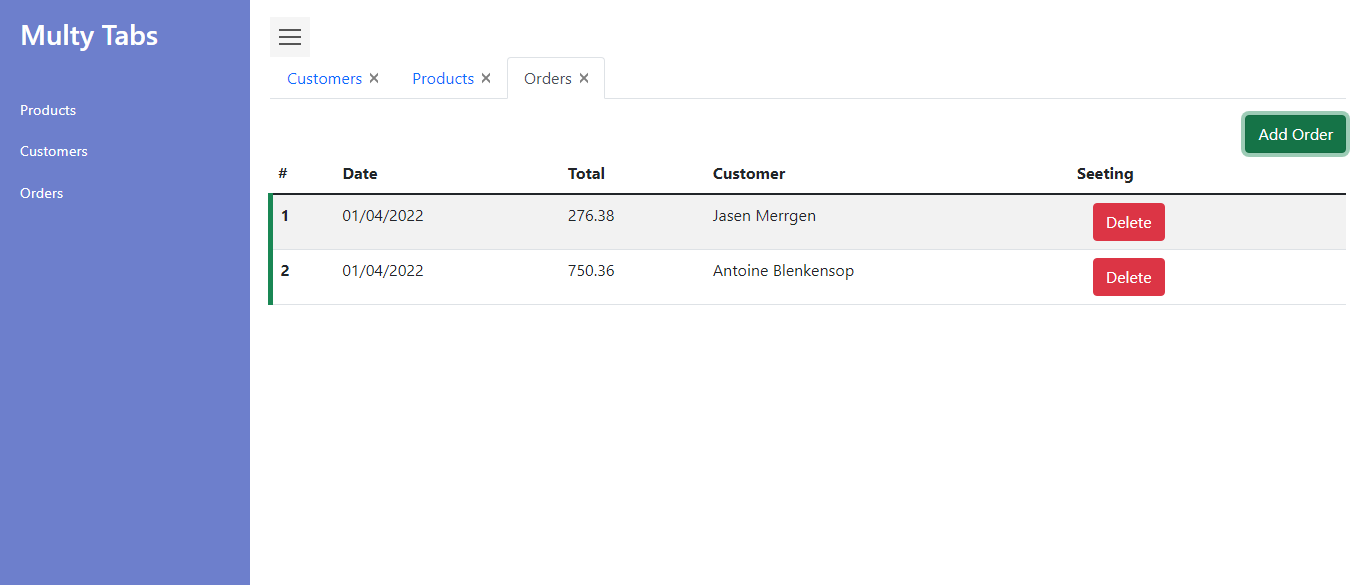 Multy Tabs
Products
Customers
Orders
Customers ×
Products ×
Orders ×
Add Order
# Date Total Customer Seeting
1 01/04/2022 276.38 Jasen Merrgen Delete
2 01/04/2022 750.36 Antoine Blenkensop Delete